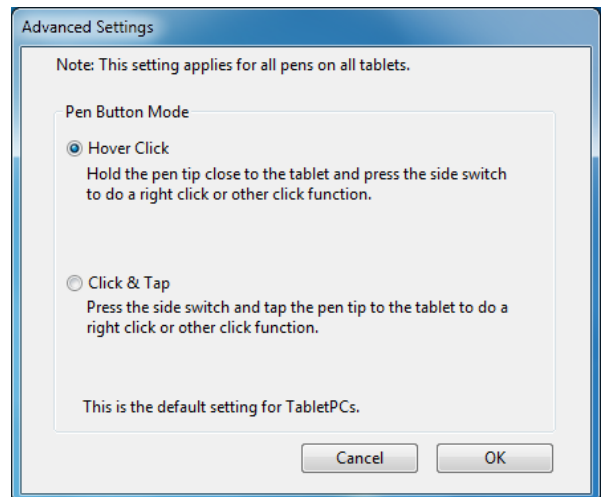 Advanced Settings
Note: This setting applies for all pens on all tablets.
Pen Button Mode
Hover Click
Hold the pen tip close to the tablet and press the side switch
to do a right click or other click function.
Click & Tap
Press the side switch and tap the pen tip to the tablet to do a
right click or other click function.
This is the default setting for TabletPCs.
Cancel OK